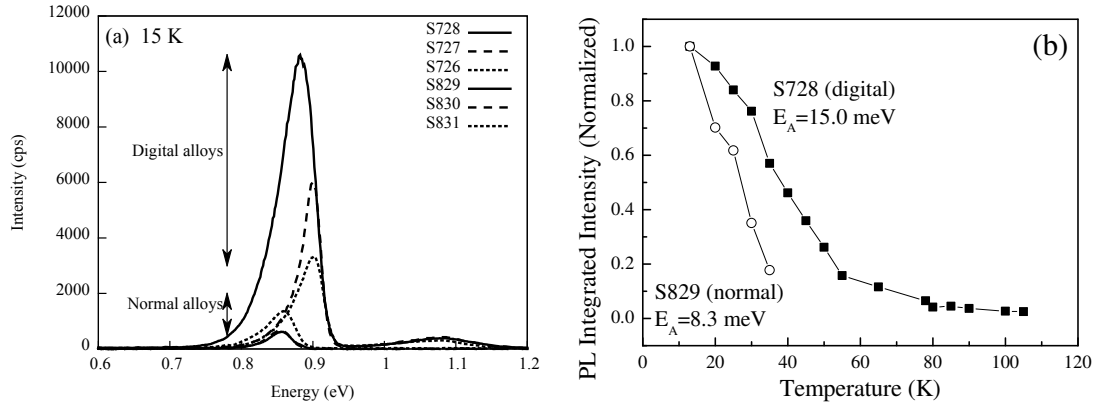 (a) 15 K
S728
S727
S726
S829
S830
S831
Digital alloys
Normal alloys
12000
10000
8000
6000
4000
2000
0
Intensity (cps)
0.6 0.7 0.8 0.9 1 1.1 1.2
Energy (eV)
(b)
S728 (digital)
E_A=15.0 meV
S829 (normal)
E_A=8.3 meV
1.0
0.8
0.6
0.4
0.2
0.0
PL Integrated Intensity (Normalized)
20 40 60 80 100 120
Temperature (K)